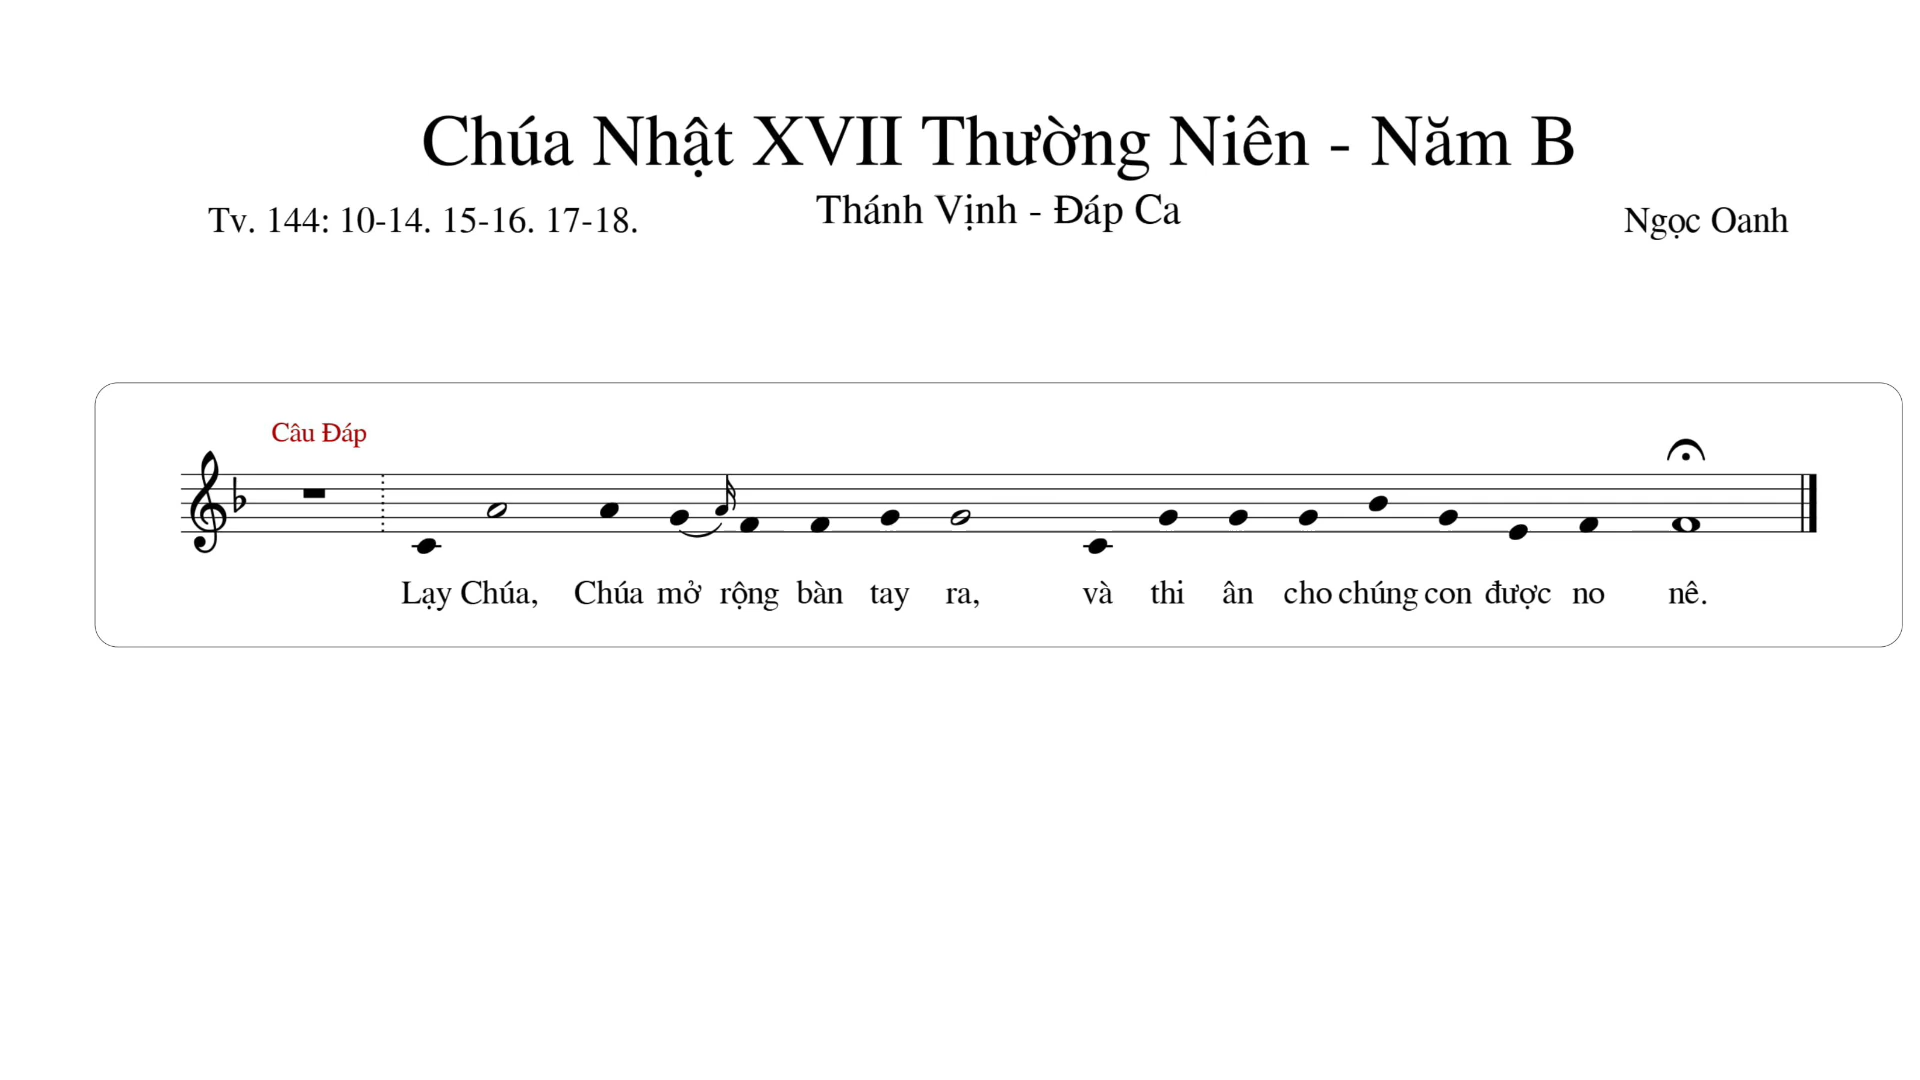 Chúa Nhật XVII Thường Niên - Năm B
Thánh Vịnh - Đáp Ca
Tv. 144: 10-14. 15-16. 17-18.
Ngọc Oanh
Câu Đáp
Lạy Chúa, Chúa mở rộng bàn tay ra, và thi ân cho chúng con được no nê.